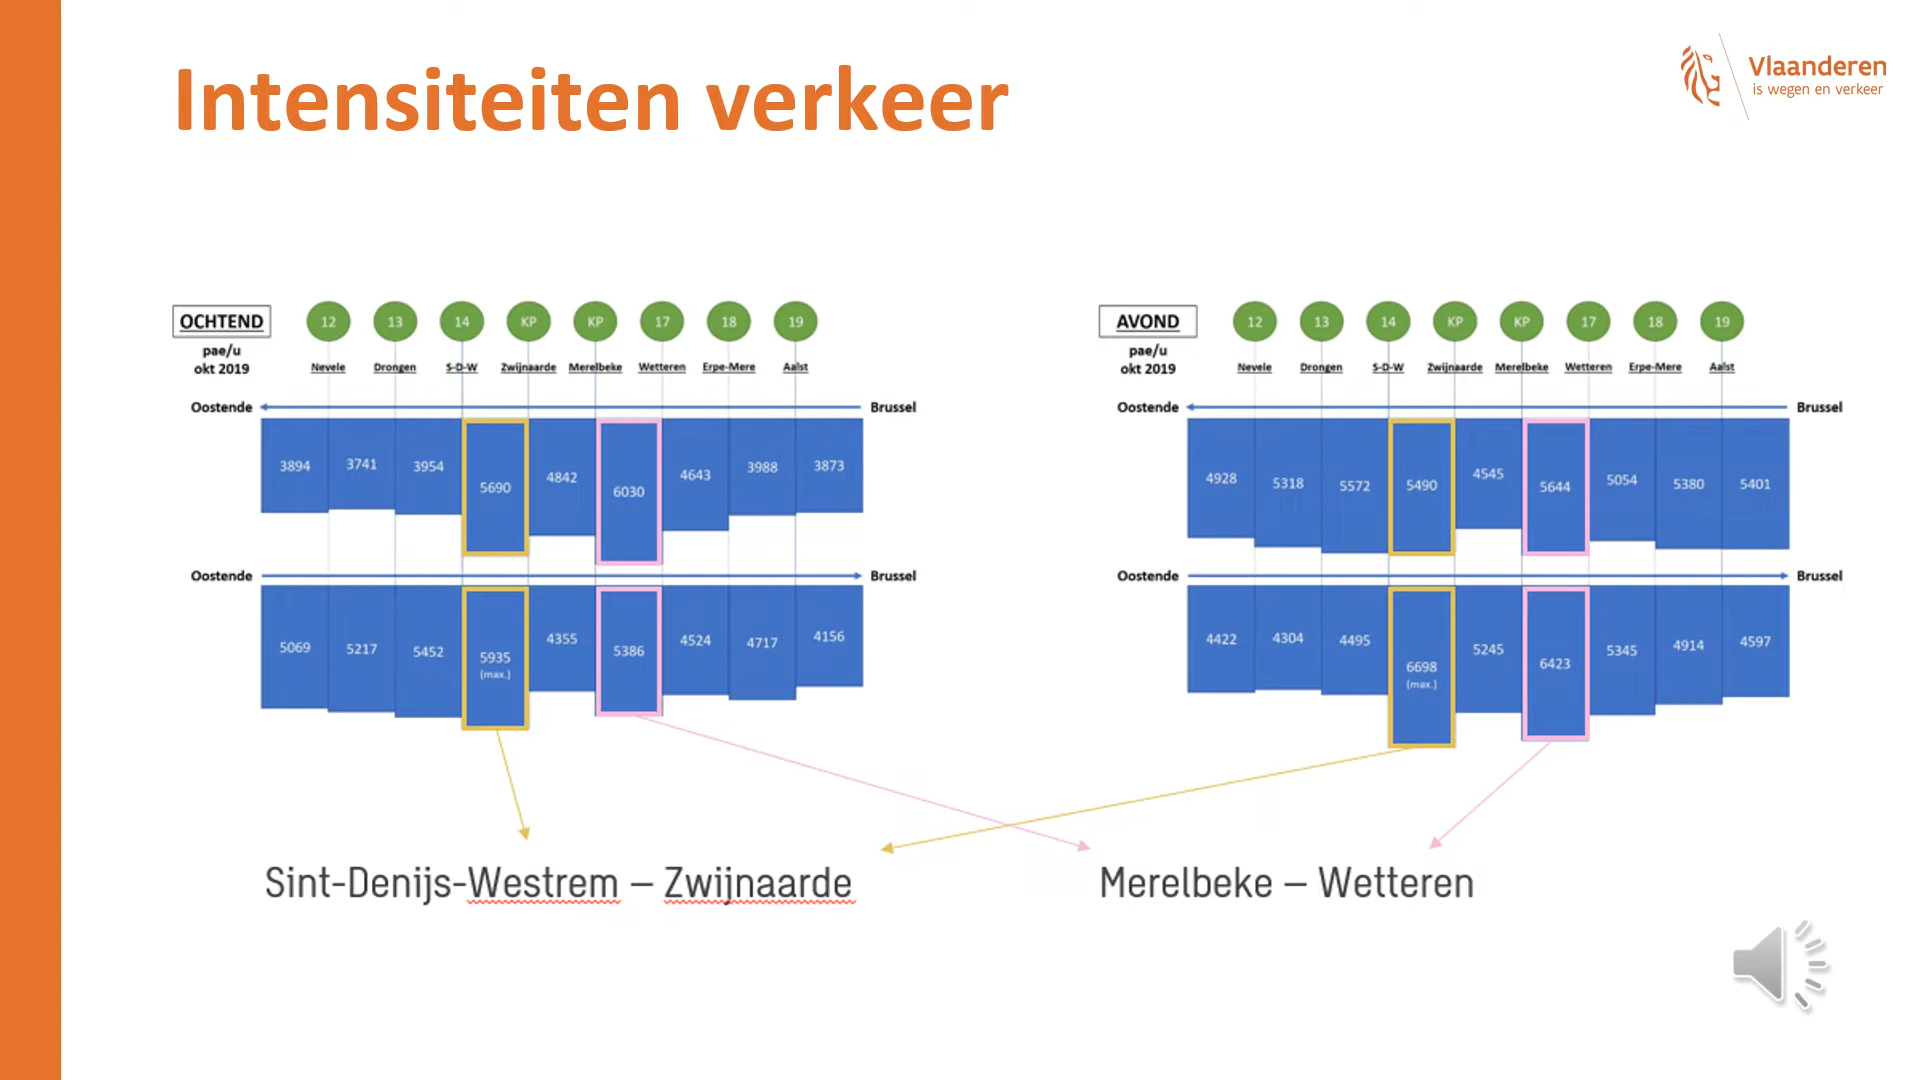 Intensiteiten verkeer
Vlaanderen
is wegen en verkeer
OCHTEND
pae/u
okt 2019
12 13 14 KP KP 17 18 19
Nevele Drongen S-D-W Zwijnaarde Merelbeke Wetteren Erpe-Mere Aalst
Oostende Brussel
3894 3741 3954 5690 4842 6030 4643 3988 3873
Oostende Brussel
5069 5217 5452 5935 4355 5386 4524 4717 4156
(max.)
AVOND
pae/u
okt 2019
12 13 14 KP KP 17 18 19
Nevele Drongen S-D-W Zwijnaarde Merelbeke Wetteren Erpe-Mere Aalst
Oostende Brussel
4928 5318 5572 5490 4545 5644 5054 5380 5401
Oostende Brussel
4422 4304 4495 6698 5245 6423 5345 4914 4597
(max.)
Sint-Denijs-Westrem – Zwijnaarde
Merelbeke – Wetteren